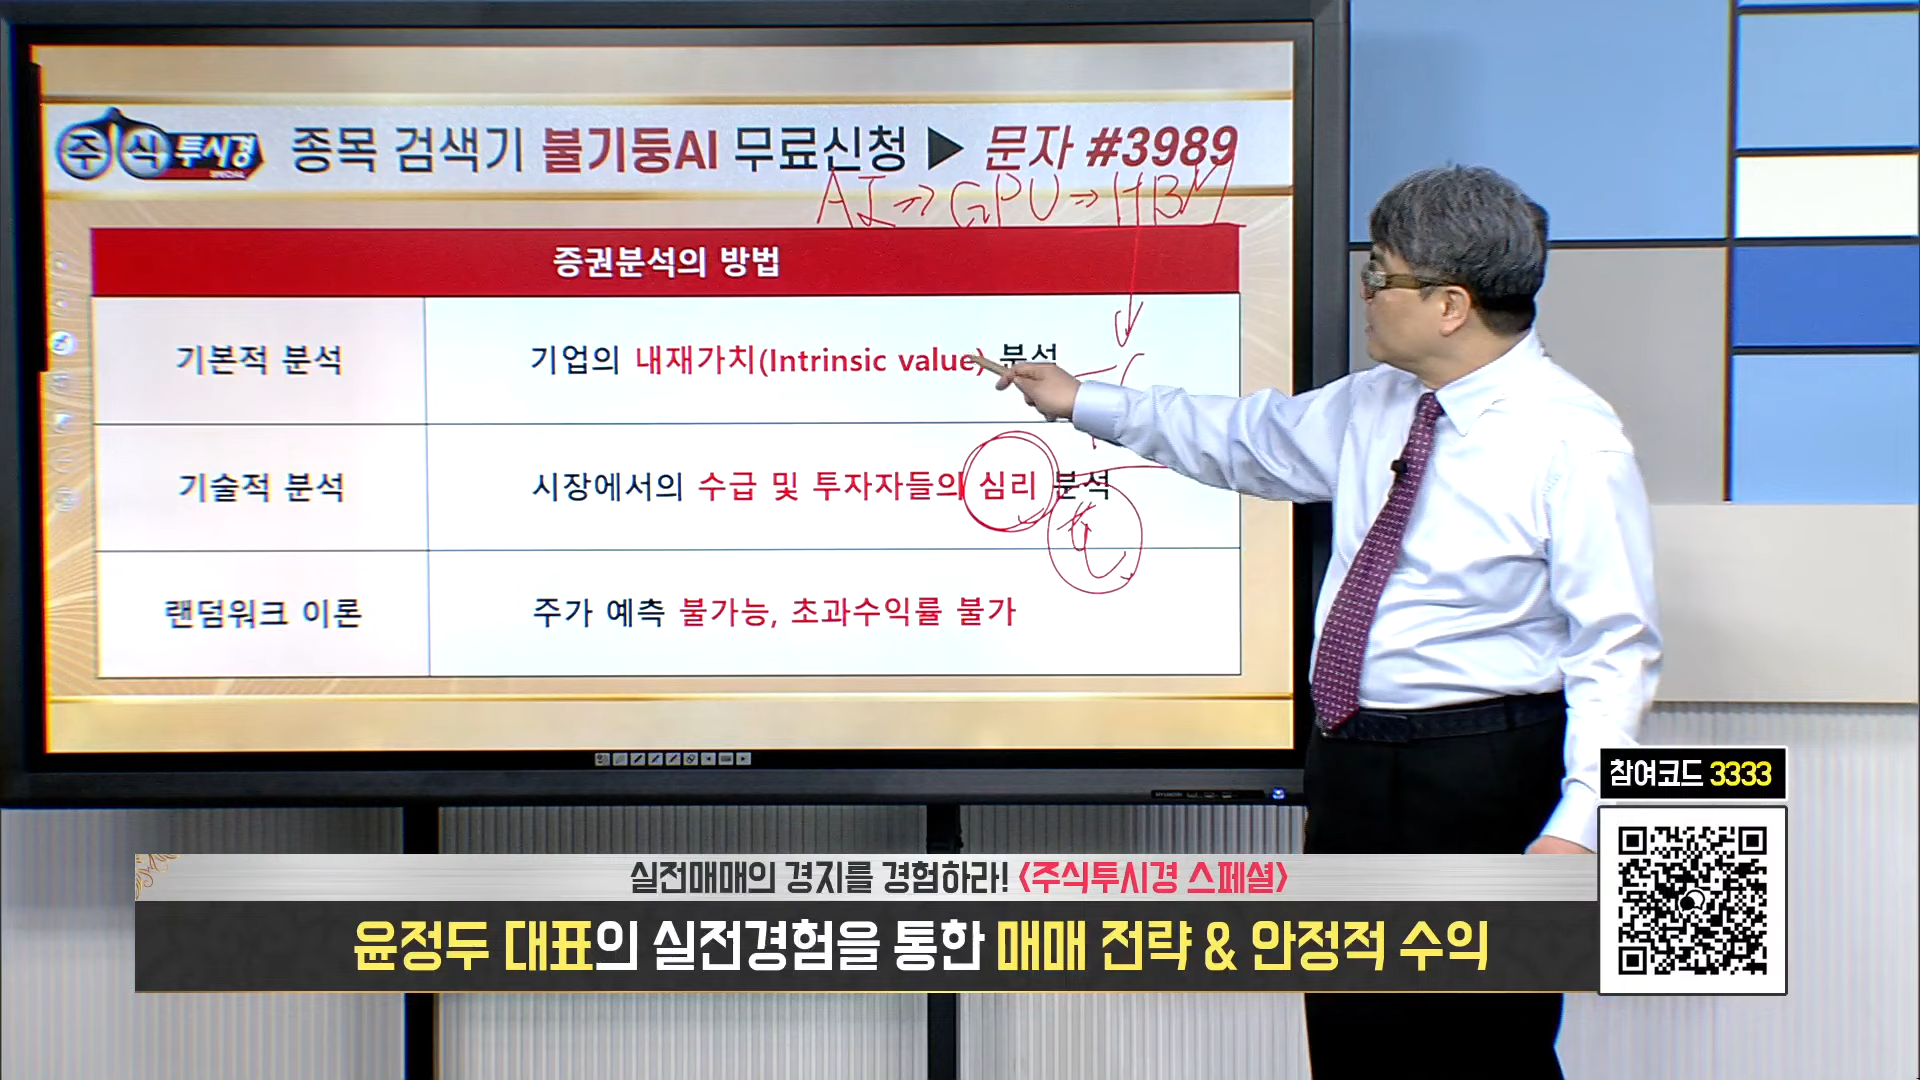 주식 투시경 SPECIAL
종목 검색기 불기둥AI 무료신청 ▶ 문자 #3989
AI ⇒ GPU ⇒ HBM
증권분석의 방법
기본적 분석
기업의 내재가치(Intrinsic value) 분석
기술적 분석
시장에서의 수급 및 투자자들의 심리 분석
랜덤워크 이론
주가 예측 불가능, 초과수익률 불가
참여코드 3333
실전매매의 경지를 경험하라! <주식투시경 스페셜>
윤정두 대표의 실전경험을 통한 매매 전략 & 안정적 수익